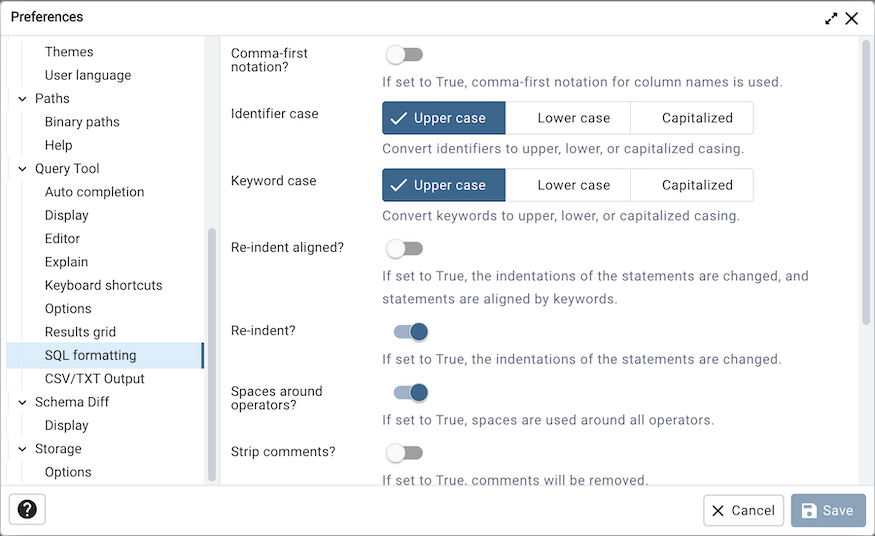 Preferences
Themes
User language
Paths
Binary paths
Help
Query Tool
Auto completion
Display
Editor
Explain
Keyboard shortcuts
Options
Results grid
SQL formatting
CSV/TXT Output
Schema Diff
Display
Storage
Options
Comma-first
notation?
If set to True, comma-first notation for column names is used.
Identifier case
Upper case Lower case Capitalized
Convert identifiers to upper, lower, or capitalized casing.
Keyword case
Upper case Lower case Capitalized
Convert keywords to upper, lower, or capitalized casing.
Re-indent aligned?
If set to True, the indentations of the statements are changed, and
statements are aligned by keywords.
Re-indent?
If set to True, the indentations of the statements are changed.
Spaces around
operators?
If set to True, spaces are used around all operators.
Strip comments?
If set to True, comments will be removed.
Cancel Save